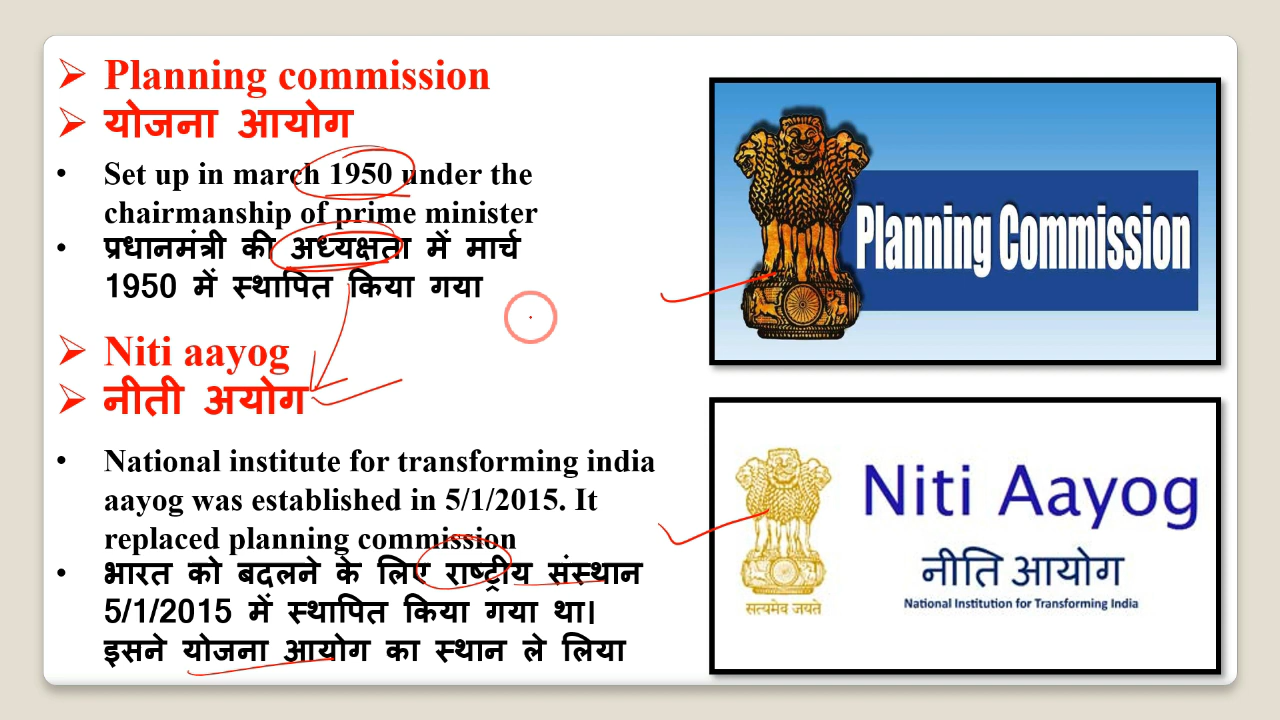 Planning commission
योजना आयोग
Set up in march 1950 under the
chairmanship of prime minister
प्रधानमंत्री की अध्यक्षता में मार्च
1950 में स्थापित किया गया
Niti aayog
नीती अयोग
National institute for transforming india
aayog was established in 5/1/2015. It
replaced planning commission
भारत को बदलने के लिए राष्ट्रीय संस्थान
5/1/2015 में स्थापित किया गया था।
इसने योजना आयोग का स्थान ले लिया
Planning Commission
Niti Aayog
नीति आयोग
National Institution for Transforming India
सत्यमेव जयते